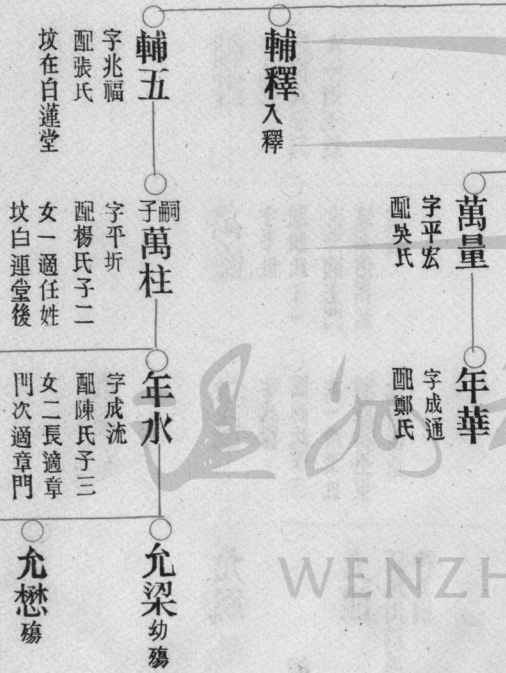 萬量
字平宏
配吳氏
年華
字成通
配鄭氏
輔釋入釋
輔五
字兆福
配張氏
坟在白蓮堂
嗣子萬柱
字平圻
配楊氏子二
女一適任姓
坟白連堂後
年水
字成流
配陳氏子三
女二長適章
門次適章門
允梁幼殤
允懋殤
溫州
WENZH